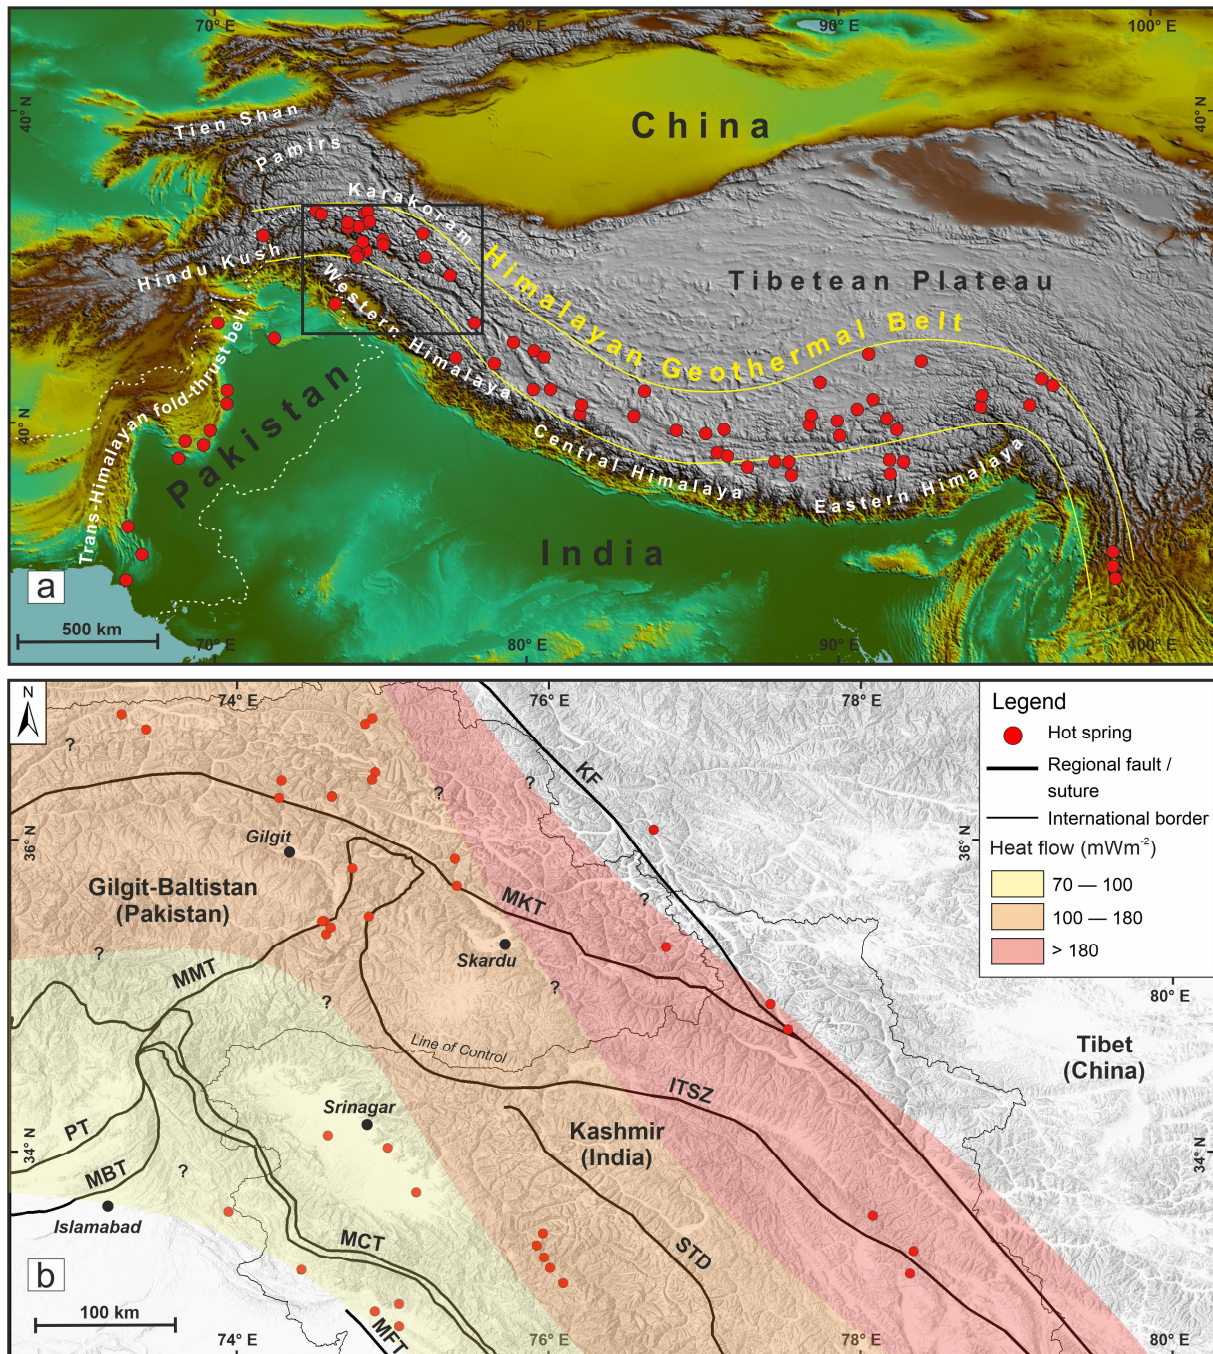 70° E
80° E
90° E
100° E
40° N
40° N
China
Tien Shan
Pamirs
Karakoram
Hindu Kush
Himalayan Geothermal Belt
Tibetean Plateau
Western Himalaya
Trans-Himalayan fold-thrust belt
Pakistan
40° N
30° N
Central Himalaya
Eastern Himalaya
India
a
500 km
70° E
80° E
90° E
100° E
N
74° E
76° E
78° E
Legend
Hot spring
Regional fault /
suture
International border
Heat flow (mWm⁻²)
70 — 100
100 — 180
> 180
?
?
?
KF
36° N
36° N
Gilgit
Gilgit-Baltistan
(Pakistan)
MKT
?
Skardu
?
MMT
?
?
80° E
Line of Control
Tibet
(China)
ITSZ
Srinagar
Kashmir
(India)
PT
MBT
?
34° N
34° N
Islamabad
MCT
STD
b
100 km
MFT
74° E
76° E
78° E
80° E